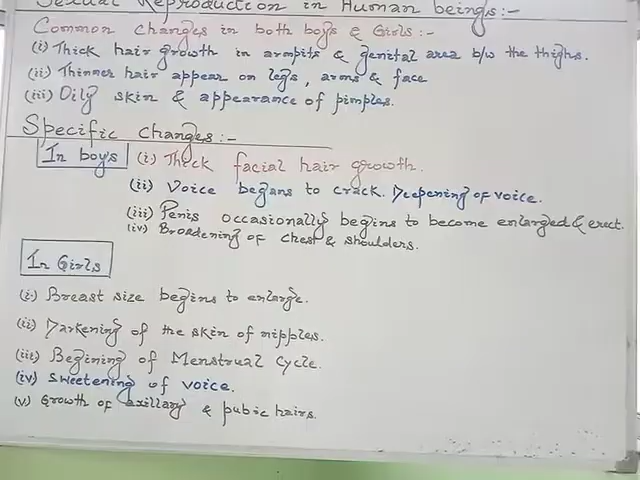 Sexual Reproduction in Human beings:-
Common changes in both boys & Girls:-
(i) Thick hair growth in armpits & genital area b/w the thighs.
(ii) Thinner hair appear on legs, arms & face
(iii) Oily skin & appearance of pimples.
Specific changes:-
In boys (i) Thick facial hair growth.
(ii) Voice begans to crack. Deepening of voice.
(iii) Penis occasionally begins to become enlarged & erect.
(iv) Broadening of chest & shoulders.
In Girls
(i) Breast size begins to enlarge.
(ii) Darkening of the skin of nipples.
(iii) Begining of Menstrual Cycle.
(iv) sweetening of voice.
(v) Growth of axillary & pubic hairs.